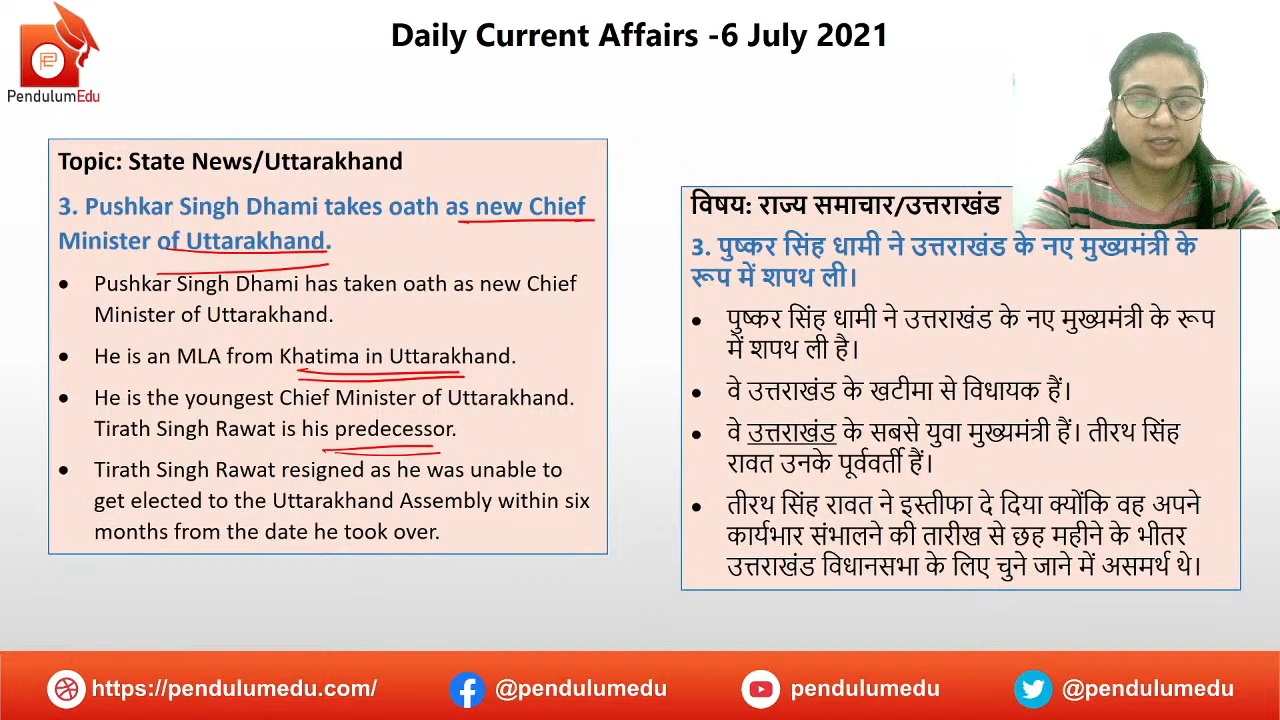 Daily Current Affairs -6 July 2021
PendulumEdu
Topic: State News/Uttarakhand
3. Pushkar Singh Dhami takes oath as new Chief
Minister of Uttarakhand.
• Pushkar Singh Dhami has taken oath as new Chief
Minister of Uttarakhand.
• He is an MLA from Khatima in Uttarakhand.
• He is the youngest Chief Minister of Uttarakhand.
Tirath Singh Rawat is his predecessor.
• Tirath Singh Rawat resigned as he was unable to
get elected to the Uttarakhand Assembly within six
months from the date he took over.
विषय: राज्य समाचार/उत्तराखंड
3. पुष्कर सिंह धामी ने उत्तराखंड के नए मुख्यमंत्री के
रूप में शपथ ली।
• पुष्कर सिंह धामी ने उत्तराखंड के नए मुख्यमंत्री के रूप
में शपथ ली है।
• वे उत्तराखंड के खटीमा से विधायक हैं।
• वे उत्तराखंड के सबसे युवा मुख्यमंत्री हैं। तीरथ सिंह
रावत उनके पूर्ववर्ती हैं।
• तीरथ सिंह रावत ने इस्तीफा दे दिया क्योंकि वह अपने
कार्यभार संभालने की तारीख से छह महीने के भीतर
उत्तराखंड विधानसभा के लिए चुने जाने में असमर्थ थे।
https://pendulumedu.com/
@pendulumedu
pendulumedu
@pendulumedu